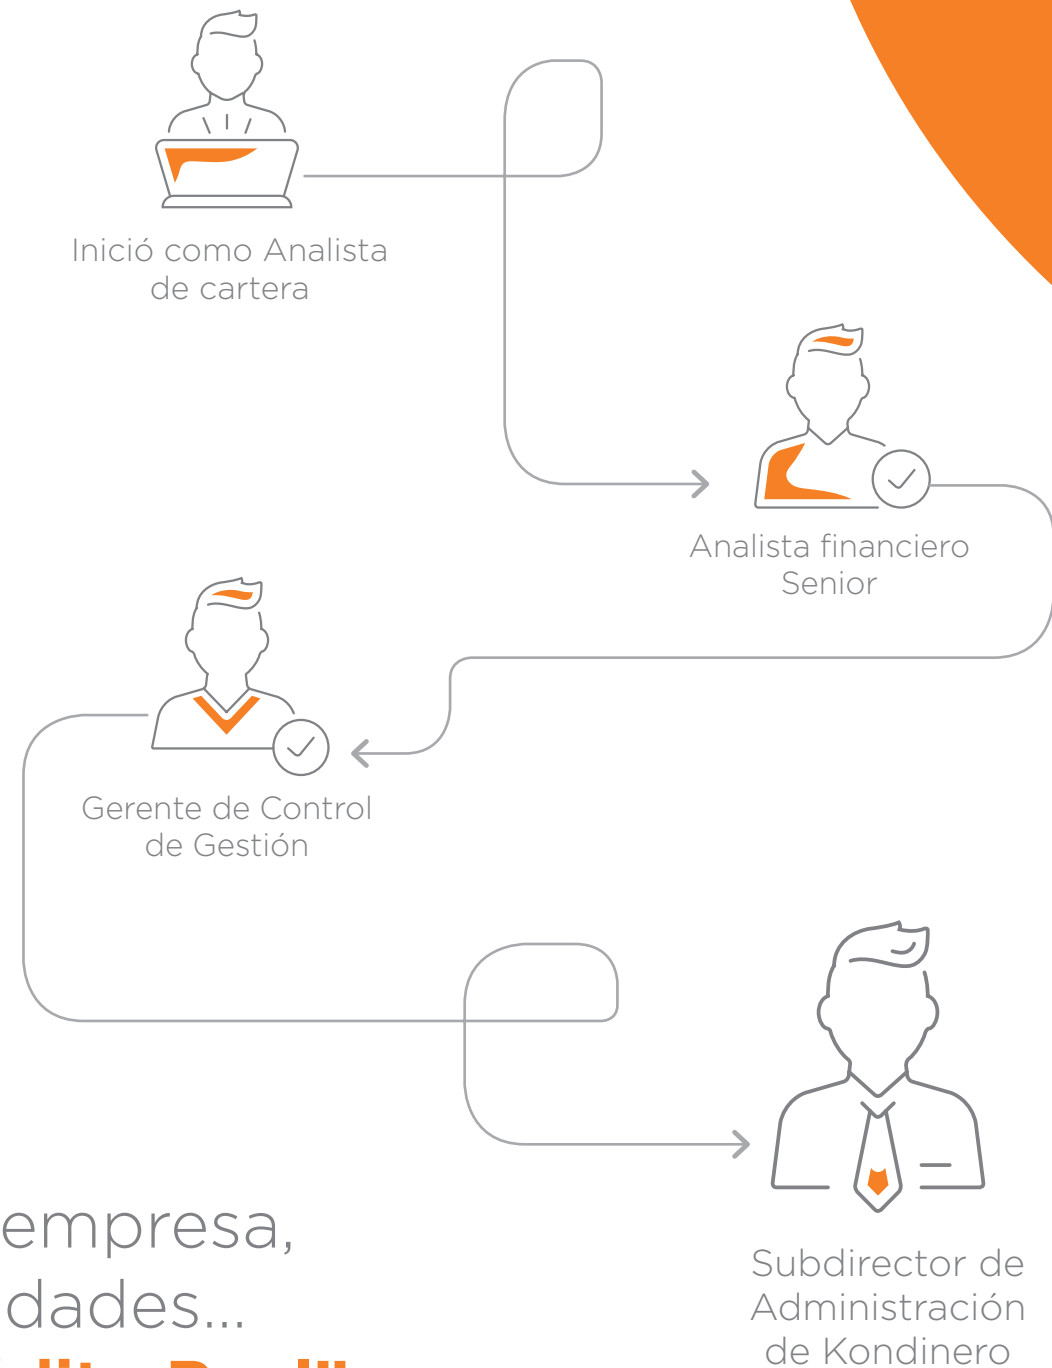 Inició como Analista
de cartera
Analista financiero
Senior
Gerente de Control
de Gestión
empresa,
dades...
Subdirector de
Administración
de Kondinero